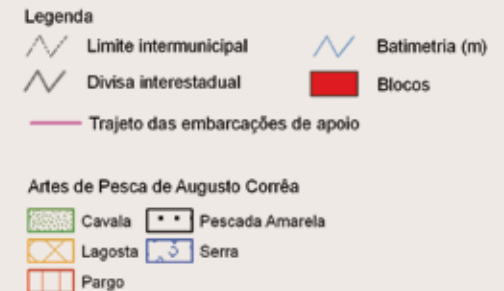 Legenda
Limite intermunicipal
Batimetria (m)
Divisa interestadual
Blocos
Trajeto das embarcações de apoio
Artes de Pesca de Augusto Corrêa
Cavala
Pescada Amarela
Lagosta
Serra
Pargo